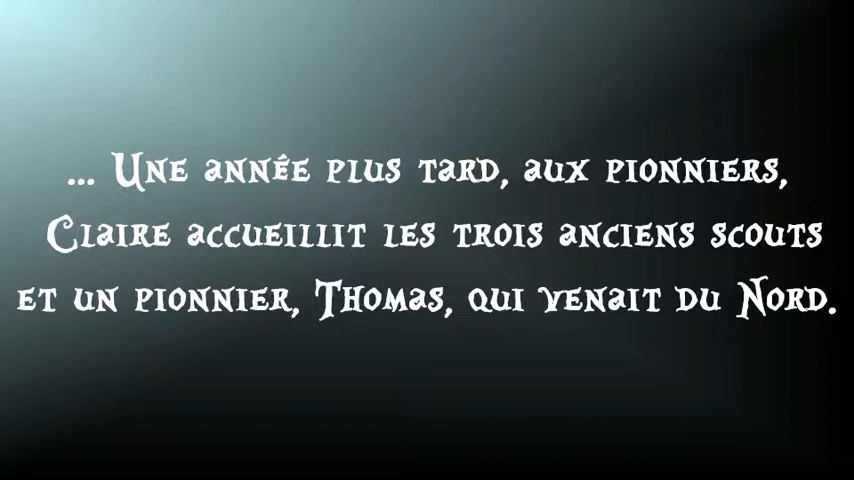 ... Une année plus tard, aux pionniers,
Claire accueillit les trois anciens scouts
et un pionnier, Thomas, qui venait du Nord.